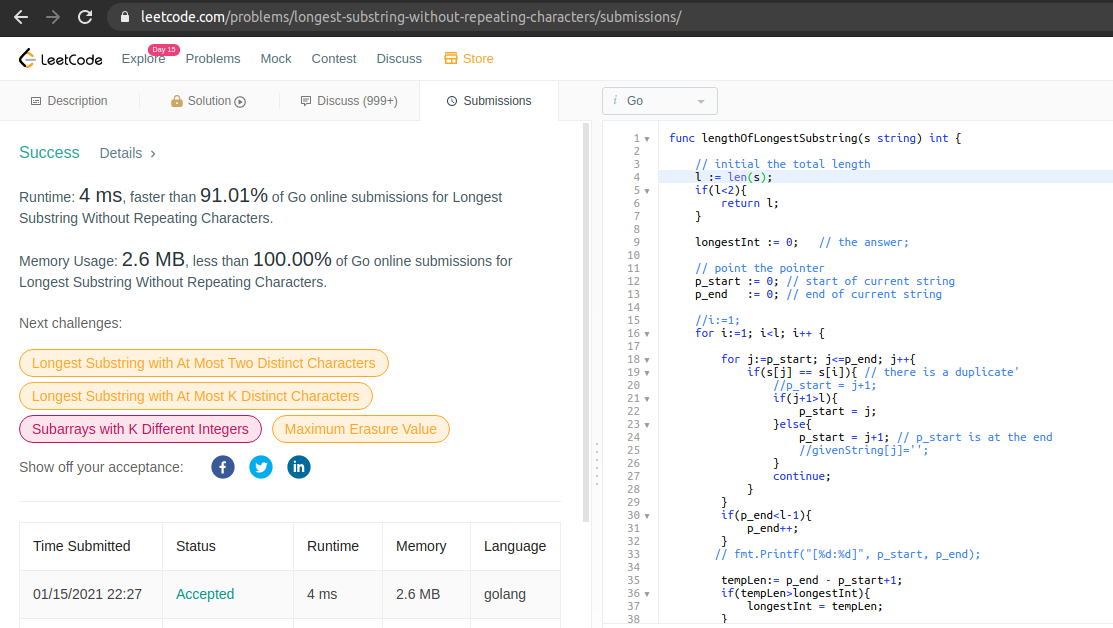 leetcode.com/problems/longest-substring-without-repeating-characters/submissions/
LeetCode
Explore
Day 15
Problems
Mock
Contest
Discuss
Store
Description
Solution
Discuss (999+)
Submissions
i Go
Success
Details
Runtime: 4 ms, faster than 91.01% of Go online submissions for Longest
Substring Without Repeating Characters.
Memory Usage: 2.6 MB, less than 100.00% of Go online submissions for
Longest Substring Without Repeating Characters.
Next challenges:
Longest Substring with At Most Two Distinct Characters
Longest Substring with At Most K Distinct Characters
Subarrays with K Different Integers
Maximum Erasure Value
Show off your acceptance:
Time Submitted Status Runtime Memory Language
01/15/2021 22:27 Accepted 4 ms 2.6 MB golang
1 func lengthOfLongestSubstring(s string) int {
2
3 // initial the total length
4 l := len(s);
5 if(l<2){
6 return l;
7 }
8
9 longestInt := 0; // the answer;
10
11 // point the pointer
12 p_start := 0; // start of current string
13 p_end := 0; // end of current string
14
15 //i:=1;
16 for i:=1; i<l; i++ {
17
18 for j:=p_start; j<=p_end; j++{
19 if(s[j] == s[i]){ // there is a duplicate'
20 //p_start = j+1;
21 if(j+1>l){
22 p_start = j;
23 }else{
24 p_start = j+1; // p_start is at the end
25 //givenString[j]='';
26 }
27 continue;
28 }
29 }
30 if(p_end<l-1){
31 p_end++;
32 }
33 // fmt.Printf("[%d:%d]", p_start, p_end);
34
35 tempLen:= p_end - p_start+1;
36 if(tempLen>longestInt){
37 longestInt = tempLen;
38 }